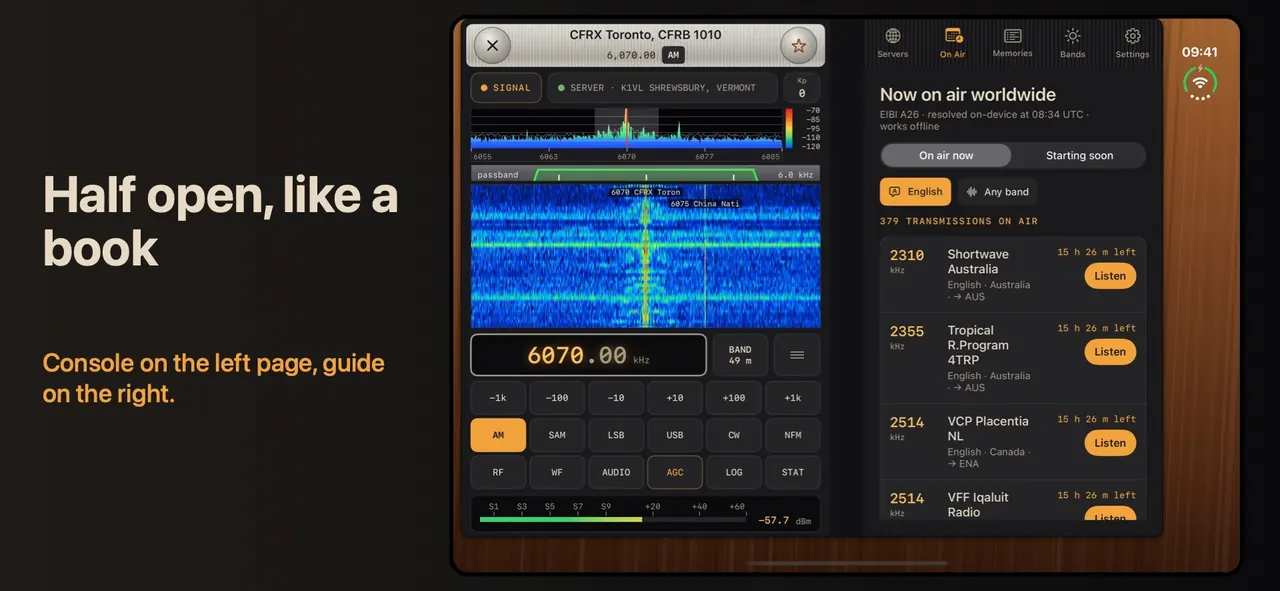 Half open, like a
book
Console on the left page, guide
on the right.
CFRX Toronto, CFRB 1010
6,070.00 AM
SIGNAL
SERVER · K1VL SHREWSBURY, VERMONT
Kp
0
-70
-85
-95
-110
-120
6055 6063 6070 6077 6085
passband
6.0 kHz
6070 CFRX Toron
6075 China Nati
6070.00 kHz
BAND
49 m
-1k -100 -10 +10 +100 +1k
AM SAM LSB USB CW NFM
RF WF AUDIO AGC LOG STAT
S1 S3 S5 S7 S9 +20 +40 +60
-57.7 dBm
Servers
On Air
Memories
Bands
Settings
09:41
Now on air worldwide
EIBI A26 · resolved on-device at 08:34 UTC ·
works offline
On air now
Starting soon
English
Any band
379 TRANSMISSIONS ON AIR
2310
kHz
Shortwave
Australia
English · Australia
· → AUS
15 h 26 m left
Listen
2355
kHz
Tropical
R.Program
4TRP
English · Australia
· → AUS
15 h 26 m left
Listen
2514
kHz
VCP Placentia
NL
English · Canada ·
→ ENA
15 h 26 m left
Listen
2514
kHz
VFF Iqaluit
Radio
15 h 26 m left
Listen